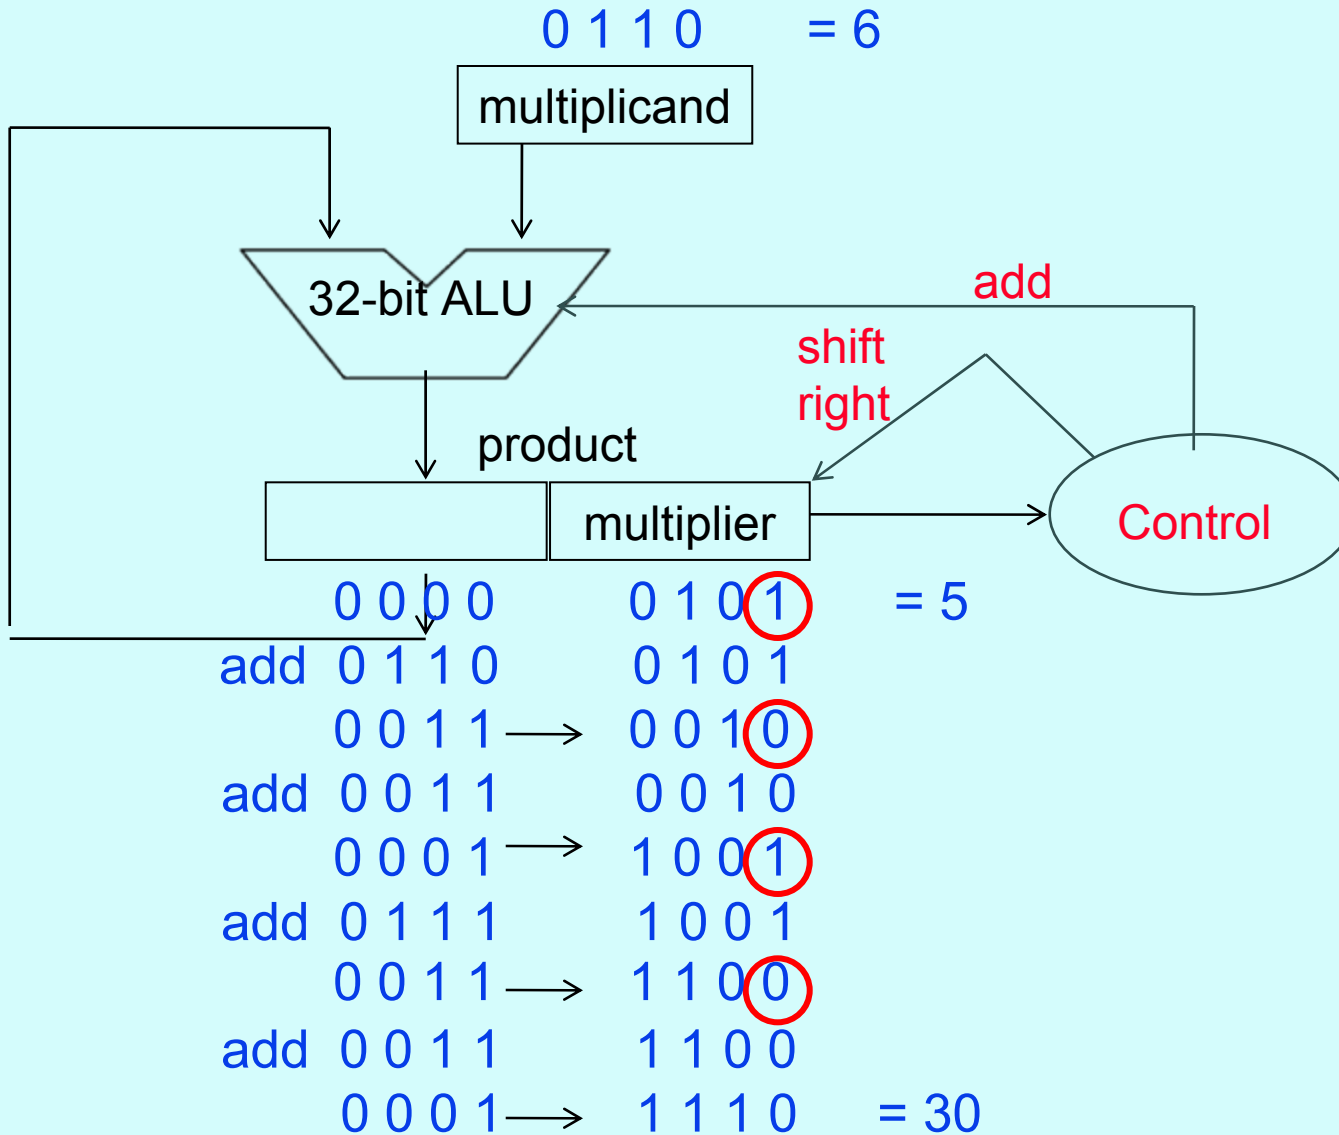 0 1 1 0 = 6
multiplicand
32-bit ALU
add
shift
right
product
multiplier
Control
0 0 0 0 0 1 0 1 = 5
add 0 1 1 0 0 1 0 1
0 0 1 1 0 0 1 0
add 0 0 1 1 0 0 1 0
0 0 0 1 1 0 0 1
add 0 1 1 1 1 0 0 1
0 0 1 1 1 1 0 0
add 0 0 1 1 1 1 0 0
0 0 0 1 1 1 1 0 = 30